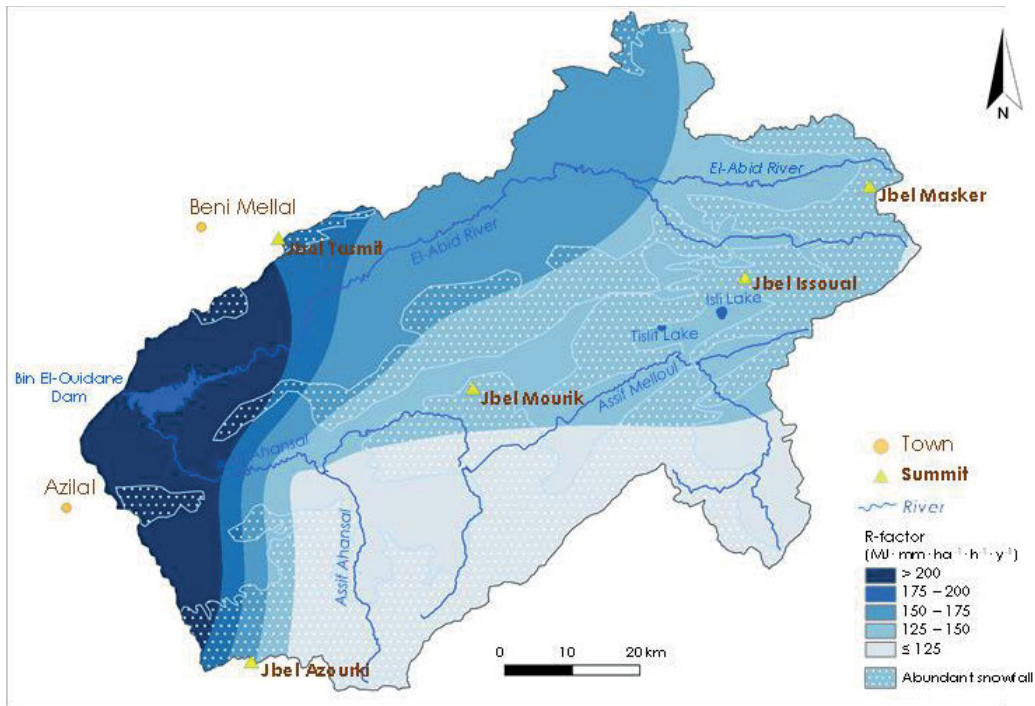 N
El-Abid River
Jbel Masker
Beni Mellal
Jbel Tasmit
El-Abid River
Jbel Issoual
Isli Lake
Tislit Lake
Bin El-Ouidane
Dam
Jbel Mourik
Assif Melloul
Ahansal
Azilal
Assif Ahansal
Jbel Azourki
0 10 20 km
Town
Summit
River
R-factor
(MJ · mm · ha⁻¹ · h⁻¹ · y⁻¹)
> 200
175 – 200
150 – 175
125 – 150
≤ 125
Abundant snowfall